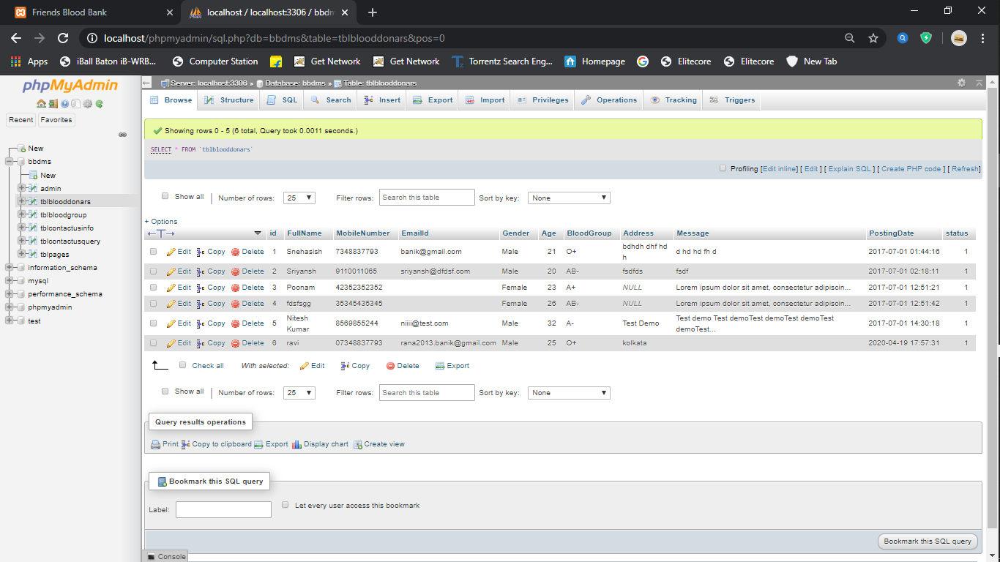 Friends Blood Bank
localhost / localhost:3306 / bbdm
localhost/phpmyadmin/sql.php?db=bbdms&table=tblblooddonars&pos=0
Apps iBall Baton iB-WRB... Computer Station Get Network Get Network Torrentz Search Eng... Homepage Elitecore Elitecore New Tab
phpMyAdmin
Recent Favorites
New
bbdms
New
admin
tblblooddonars
tblbloodgroup
tblcontactusinfo
tblcontactusquery
tblpages
information_schema
mysql
performance_schema
phpmyadmin
test
Server: localhost:3306 » Database: bbdms » Table: tblblooddonars
Browse Structure SQL Search Insert Export Import Privileges Operations Tracking Triggers
Showing rows 0 - 5 (6 total, Query took 0.0011 seconds.)
SELECT * FROM `tblblooddonars`
Profiling [Edit inline] [ Edit ] [ Explain SQL ] [ Create PHP code ] [ Refresh]
Show all Number of rows: 25 Filter rows: Search this table Sort by key: None
+ Options
←T→ id FullName MobileNumber EmailId Gender Age BloodGroup Address Message PostingDate status
Edit Copy Delete 1 Snehasish 7348837793 banik@gmail.com Male 21 O+ bdhdh dhf hd h d hd hd fh d 2017-07-01 01:44:16 1
Edit Copy Delete 2 Sriyansh 9110011065 sriyansh@dfdsf.com Male 20 AB- fsdfds fsdf 2017-07-01 02:18:11 1
Edit Copy Delete 3 Poonam 42352352352 Female 23 A+ NULL Lorem ipsum dolor sit amet, consectetur adipiscin... 2017-07-01 12:51:21 1
Edit Copy Delete 4 fdsfsgg 35345435345 Female 26 AB- NULL Lorem ipsum dolor sit amet, consectetur adipiscin... 2017-07-01 12:51:42 1
Edit Copy Delete 5 Nitesh Kumar 8569855244 niiii@test.com Male 32 A- Test Demo Test demo Test demoTest demoTest demoTest demoTest... 2017-07-01 14:30:18 1
Edit Copy Delete 6 ravi 07348837793 rana2013.banik@gmail.com Male 25 O+ kolkata 2020-04-19 17:57:31 1
Check all With selected: Edit Copy Delete Export
Show all Number of rows: 25 Filter rows: Search this table Sort by key: None
Query results operations
Print Copy to clipboard Export Display chart Create view
Bookmark this SQL query
Label: Let every user access this bookmark
Bookmark this SQL query
Console